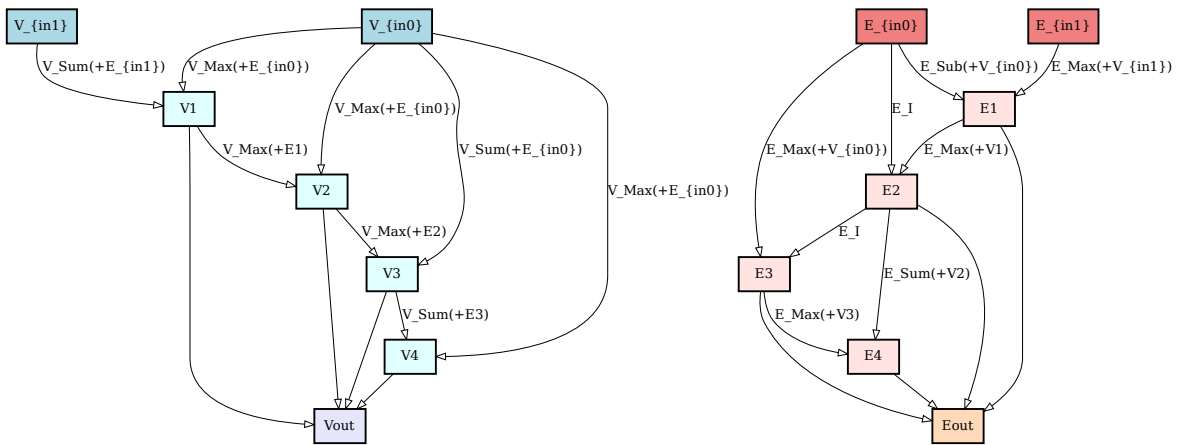 V_{in1}
V_{in0}
E_{in0}
E_{in1}
V_Sum(+E_{in1})
V_Max(+E_{in0})
E_Sub(+V_{in0})
E_Max(+V_{in1})
V1
V_Max(+E_{in0})
E_I
E1
V_Max(+E1)
V_Sum(+E_{in0})
E_Max(+V_{in0})
E_Max(+V1)
V2
V_Max(+E_{in0})
E2
V_Max(+E2)
E_I
V3
E3
E_Sum(+V2)
V_Sum(+E3)
E_Max(+V3)
V4
E4
Vout
Eout